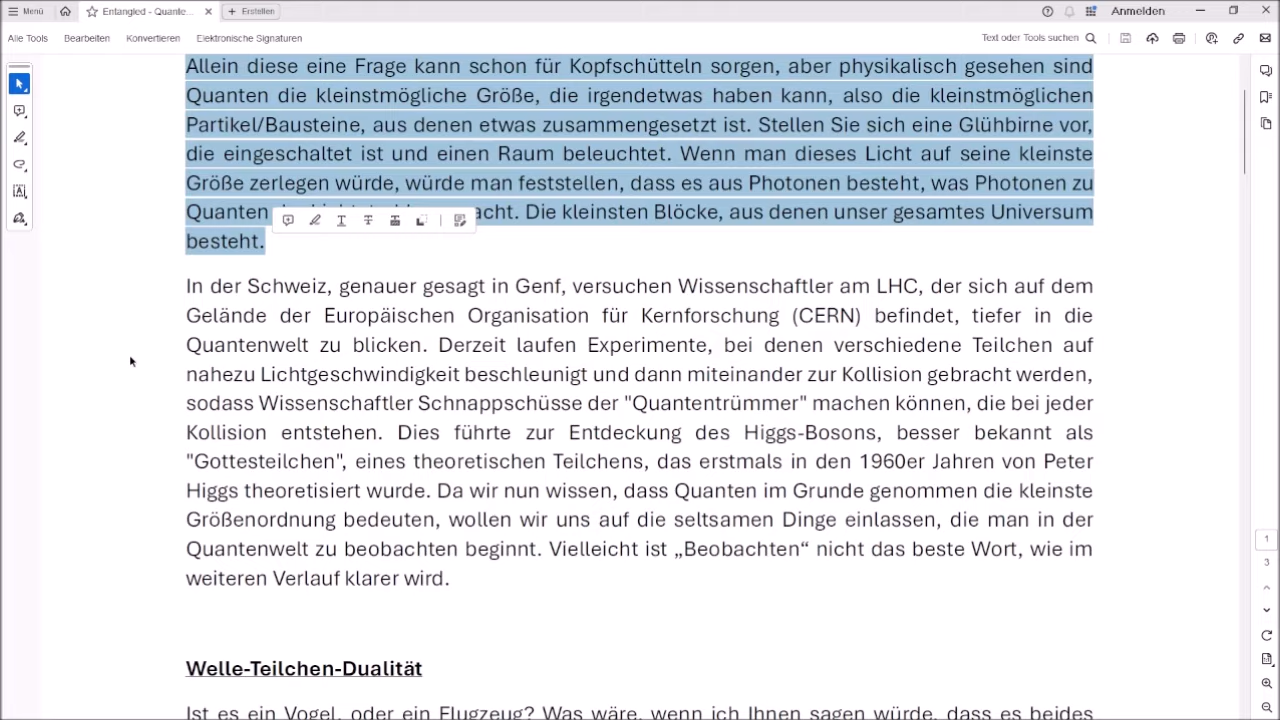 Menü
Entangled - Quante...
Erstellen
Anmelden
Alle Tools
Bearbeiten
Konvertieren
Elektronische Signaturen
Text oder Tools suchen
Allein diese eine Frage kann schon für Kopfschütteln sorgen, aber physikalisch gesehen sind
Quanten die kleinstmögliche Größe, die irgendetwas haben kann, also die kleinstmöglichen
Partikel/Bausteine, aus denen etwas zusammengesetzt ist. Stellen Sie sich eine Glühbirne vor,
die eingeschaltet ist und einen Raum beleuchtet. Wenn man dieses Licht auf seine kleinste
Größe zerlegen würde, würde man feststellen, dass es aus Photonen besteht, was Photonen zu
Quanten acht. Die kleinsten Blöcke, aus denen unser gesamtes Universum
besteht.
In der Schweiz, genauer gesagt in Genf, versuchen Wissenschaftler am LHC, der sich auf dem
Gelände der Europäischen Organisation für Kernforschung (CERN) befindet, tiefer in die
Quantenwelt zu blicken. Derzeit laufen Experimente, bei denen verschiedene Teilchen auf
nahezu Lichtgeschwindigkeit beschleunigt und dann miteinander zur Kollision gebracht werden,
sodass Wissenschaftler Schnappschüsse der "Quantentrümmer" machen können, die bei jeder
Kollision entstehen. Dies führte zur Entdeckung des Higgs-Bosons, besser bekannt als
"Gottesteilchen", eines theoretischen Teilchens, das erstmals in den 1960er Jahren von Peter
Higgs theoretisiert wurde. Da wir nun wissen, dass Quanten im Grunde genommen die kleinste
Größenordnung bedeuten, wollen wir uns auf die seltsamen Dinge einlassen, die man in der
Quantenwelt zu beobachten beginnt. Vielleicht ist „Beobachten“ nicht das beste Wort, wie im
weiteren Verlauf klarer wird.
1
3
Welle-Teilchen-Dualität
Ist es ein Vogel, oder ein Flugzeug? Was wäre, wenn ich Ihnen sagen würde, dass es beides